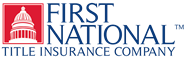 FIRST
NATIONAL™
TITLE INSURANCE COMPANY